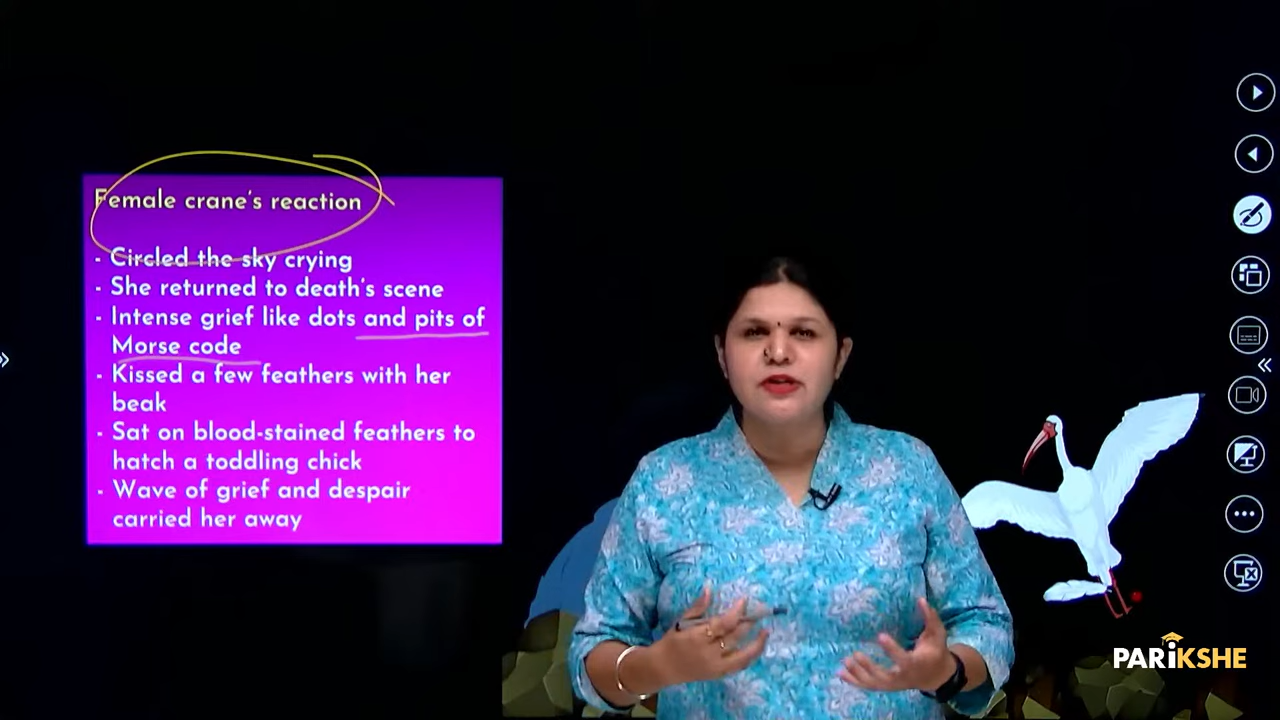 Female crane's reaction
- Circled the sky crying
- She returned to death's scene
- Intense grief like dots and pits of
Morse code
- Kissed a few feathers with her
beak
- Sat on blood-stained feathers to
hatch a toddling chick
- Wave of grief and despair
carried her away
PARIKSHE